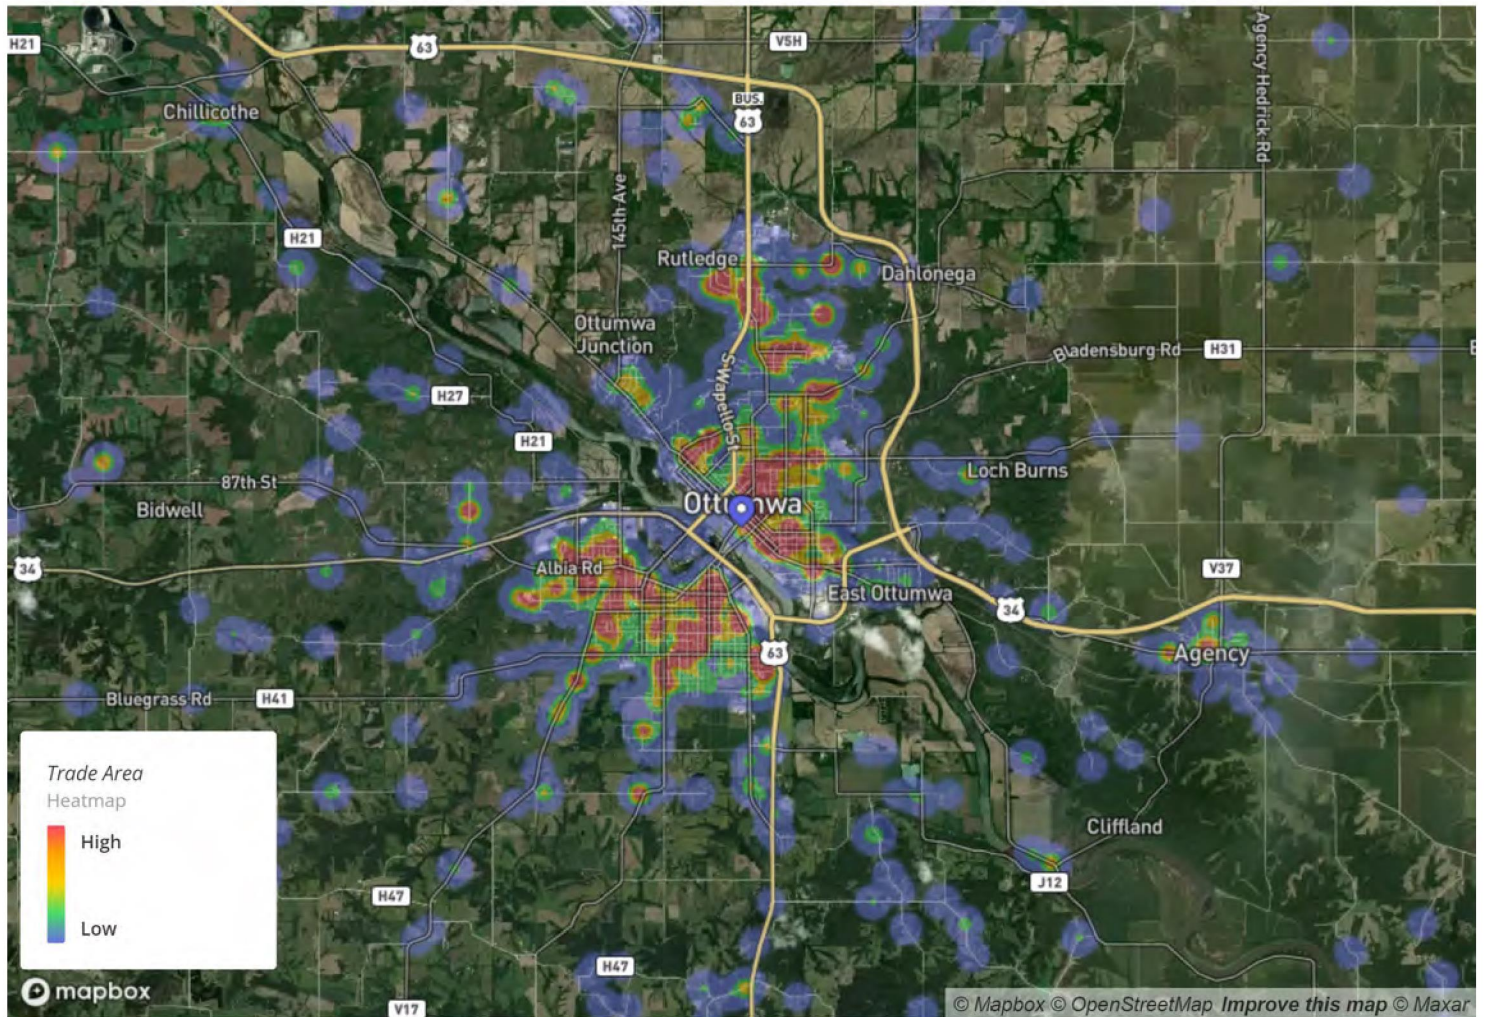 H21
63
V5H
Agency Hedrick Rd
BUS.
63
Chillicothe
145th Ave
H21
Rutledge
Dahlonega
Ottumwa
Junction
Bladensburg Rd
H31
S Wapello St
H27
H21
Loch Burns
87th St
Bidwell
Ottumwa
34
Albia Rd
V37
East Ottumwa
34
63
Agency
Bluegrass Rd
H41
Trade Area
Heatmap
High
Low
Cliffland
J12
H47
H47
V17
mapbox
© Mapbox © OpenStreetMap Improve this map © Maxar